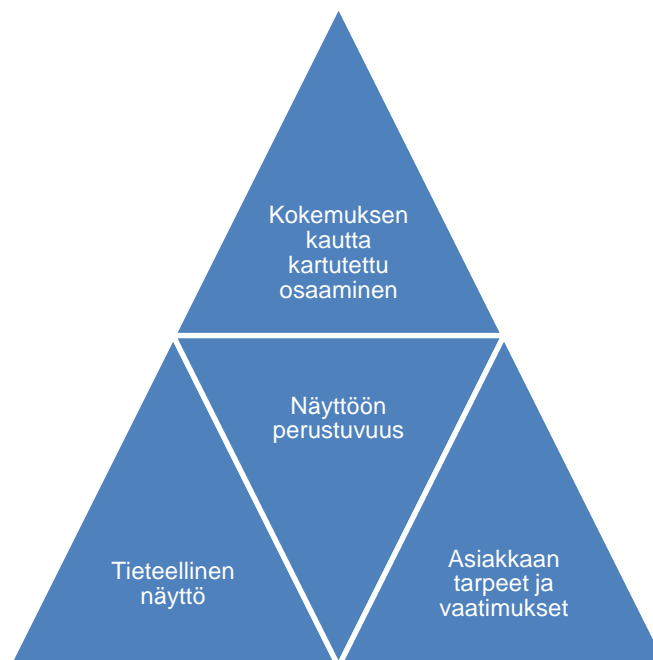 Kokemuksen
kautta
kartutettu
osaaminen
Näyttöön
perustuvuus
Tieteellinen
näyttö
Asiakkaan
tarpeet ja
vaatimukset